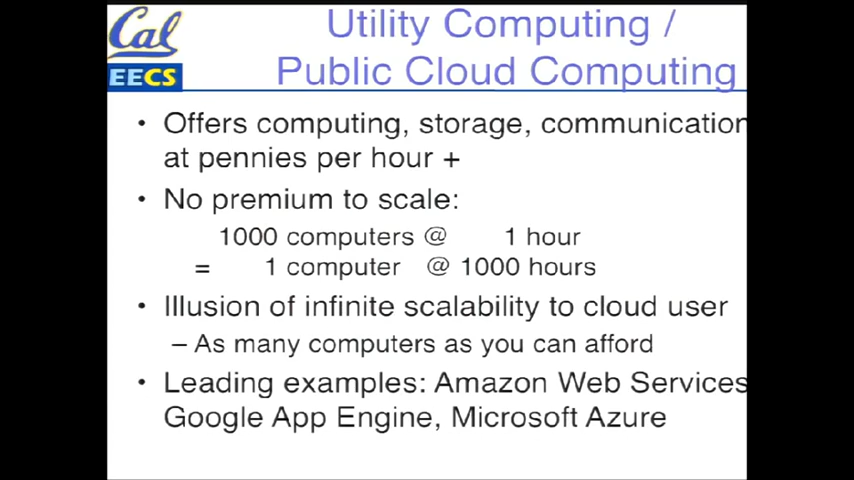 Cal
EECS
Utility Computing /
Public Cloud Computing
• Offers computing, storage, communication
at pennies per hour +
• No premium to scale:
1000 computers @ 1 hour
= 1 computer @ 1000 hours
• Illusion of infinite scalability to cloud user
– As many computers as you can afford
• Leading examples: Amazon Web Services
Google App Engine, Microsoft Azure